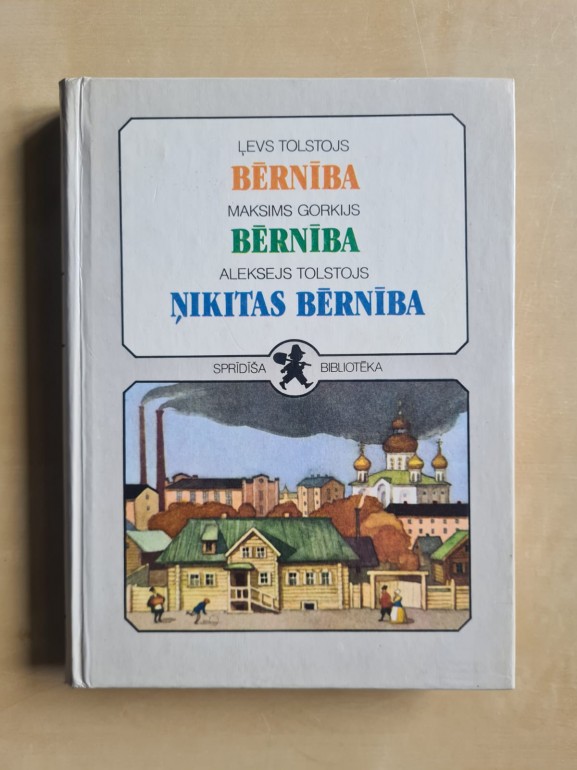 ĻEVS TOLSTOJS
BĒRNĪBA
MAKSIMS GORKIJS
BĒRNĪBA
ALEKSEJS TOLSTOJS
ŅIKITAS BĒRNĪBA
SPRĪDĪŠA BIBLIOTĒKA